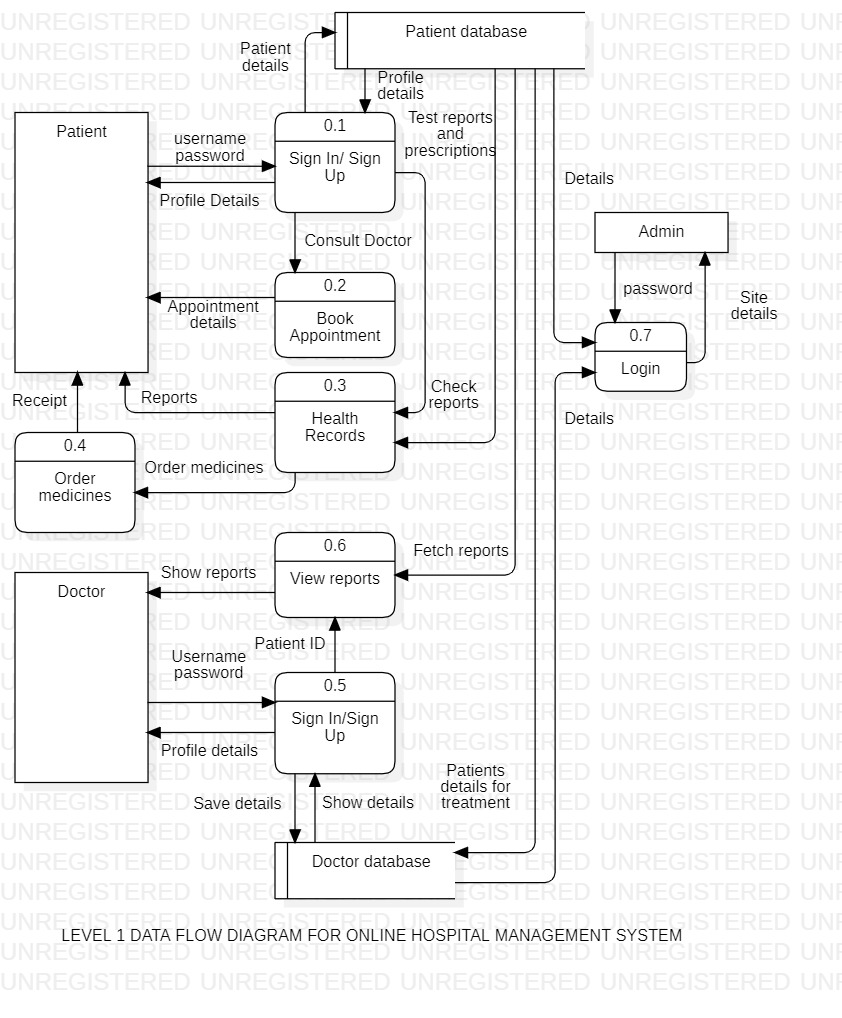 Patient database
Patient
details
Profile
details
Test reports
and
prescriptions
Patient
username
password
0.1
Sign In/ Sign
Up
Profile Details
Details
Consult Doctor
Admin
0.2
Book
Appointment
Appointment
details
password
Site
details
0.7
Login
0.3
Health
Records
Check
reports
Reports
Receipt
Details
0.4
Order
medicines
Order medicines
0.6
View reports
Fetch reports
Show reports
Doctor
Patient ID
Username
password
0.5
Sign In/Sign
Up
Profile details
Patients
details for
treatment
Save details
Show details
Doctor database
LEVEL 1 DATA FLOW DIAGRAM FOR ONLINE HOSPITAL MANAGEMENT SYSTEM
UNREGISTERED